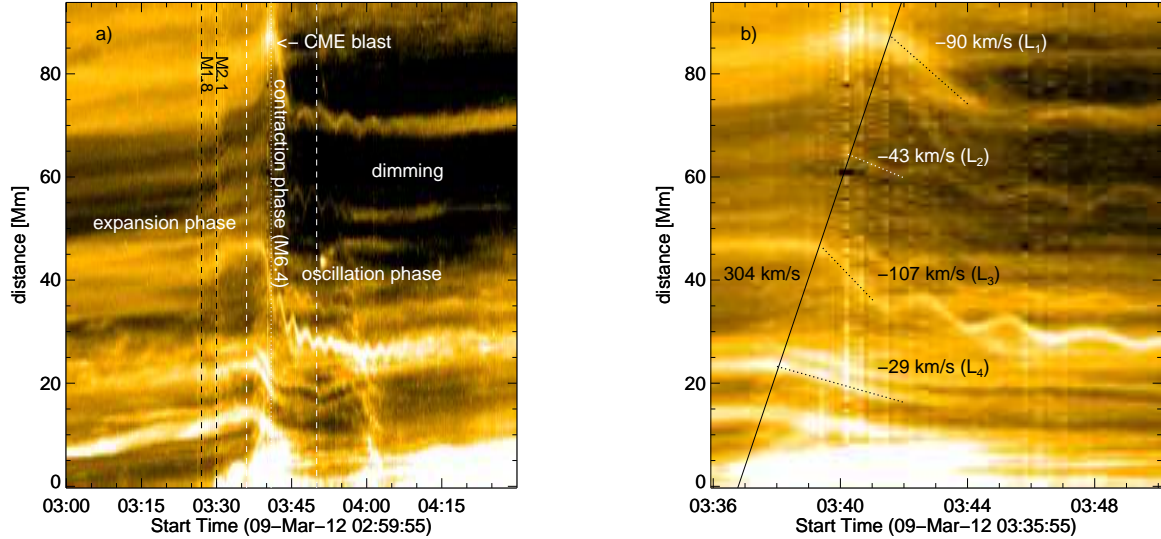 a)
<– CME blast
M2.1
M1.8
contraction phase (M6.4)
dimming
expansion phase
oscillation phase
distance [Mm]
80
60
40
20
0
03:00
03:15
03:30
03:45
04:00
04:15
Start Time (09–Mar–12 02:59:55)
b)
–90 km/s (L1)
–43 km/s (L2)
304 km/s
–107 km/s (L3)
–29 km/s (L4)
distance [Mm]
80
60
40
20
0
03:36
03:40
03:44
03:48
Start Time (09–Mar–12 03:35:55)